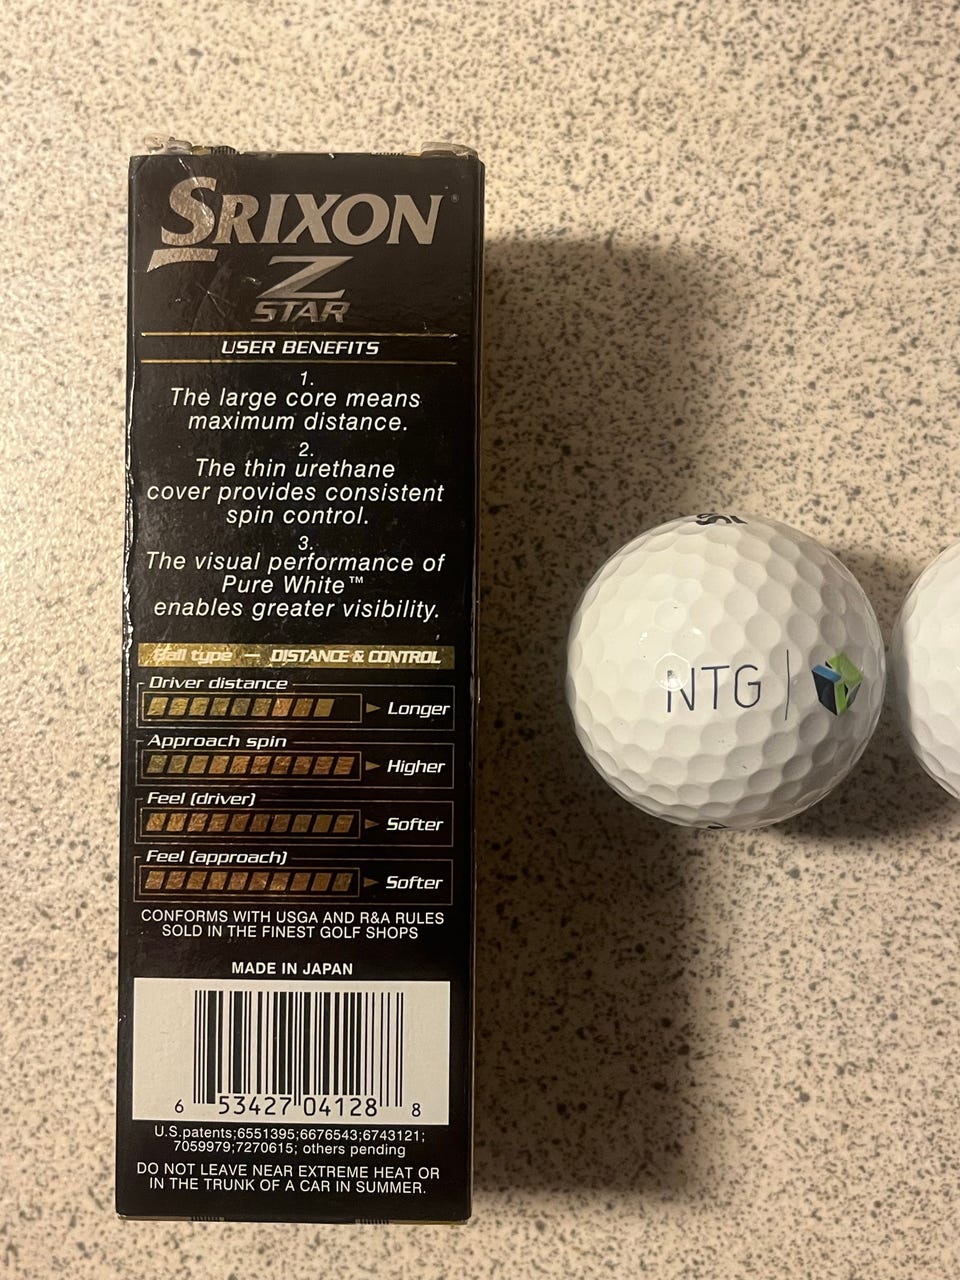 SRIXON®
Z
STAR
USER BENEFITS
1.
The large core means
maximum distance.
2.
The thin urethane
cover provides consistent
spin control.
3.
The visual performance of
Pure White™
enables greater visibility.
Ball type — DISTANCE & CONTROL
Driver distance
Longer
Approach spin
Higher
Feel (driver)
Softer
Feel (approach)
Softer
CONFORMS WITH USGA AND R&A RULES
SOLD IN THE FINEST GOLF SHOPS
MADE IN JAPAN
6 53427 04128 8
U.S.patents;6551395;6676543;6743121;
7059979;7270615; others pending
DO NOT LEAVE NEAR EXTREME HEAT OR
IN THE TRUNK OF A CAR IN SUMMER.
NTG